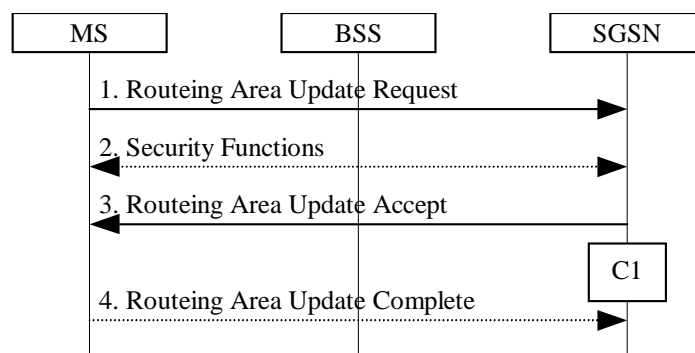 MS BSS SGSN
1. Routeing Area Update Request
2. Security Functions
3. Routeing Area Update Accept
C1
4. Routeing Area Update Complete